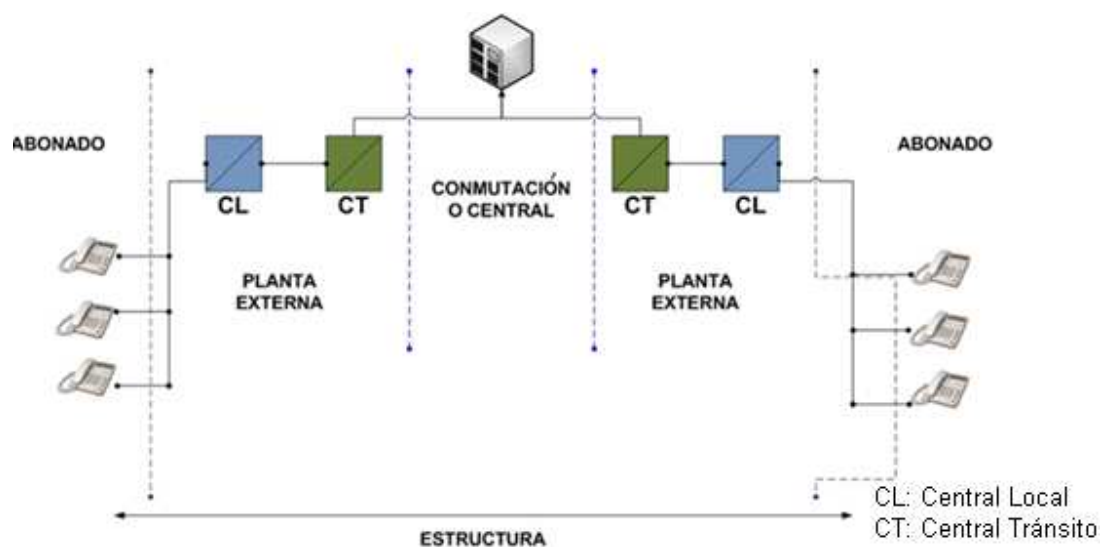 ABONADO
CL
CT
CONMUTACIÓN
O CENTRAL
CT
CL
ABONADO
PLANTA
EXTERNA
PLANTA
EXTERNA
ESTRUCTURA
CL: Central Local
CT: Central Tránsito